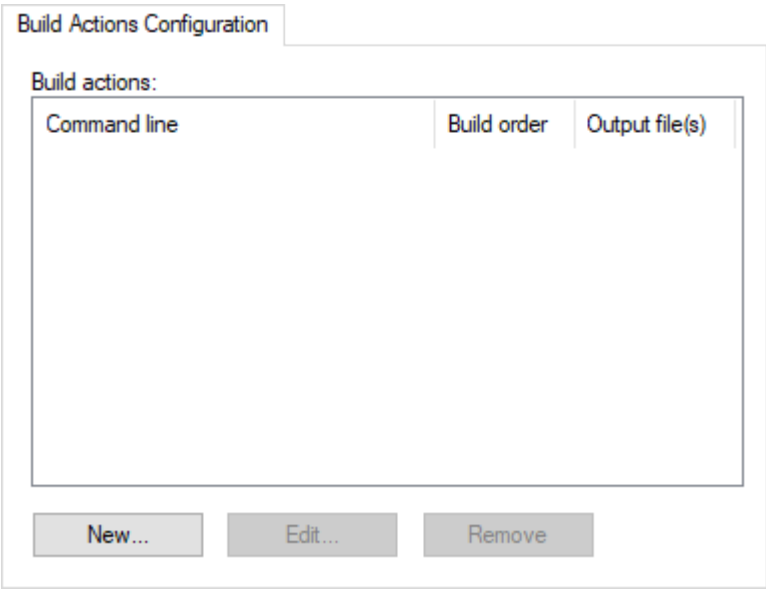 Build Actions Configuration
Build actions:
Command line Build order Output file(s)
New... Edit... Remove